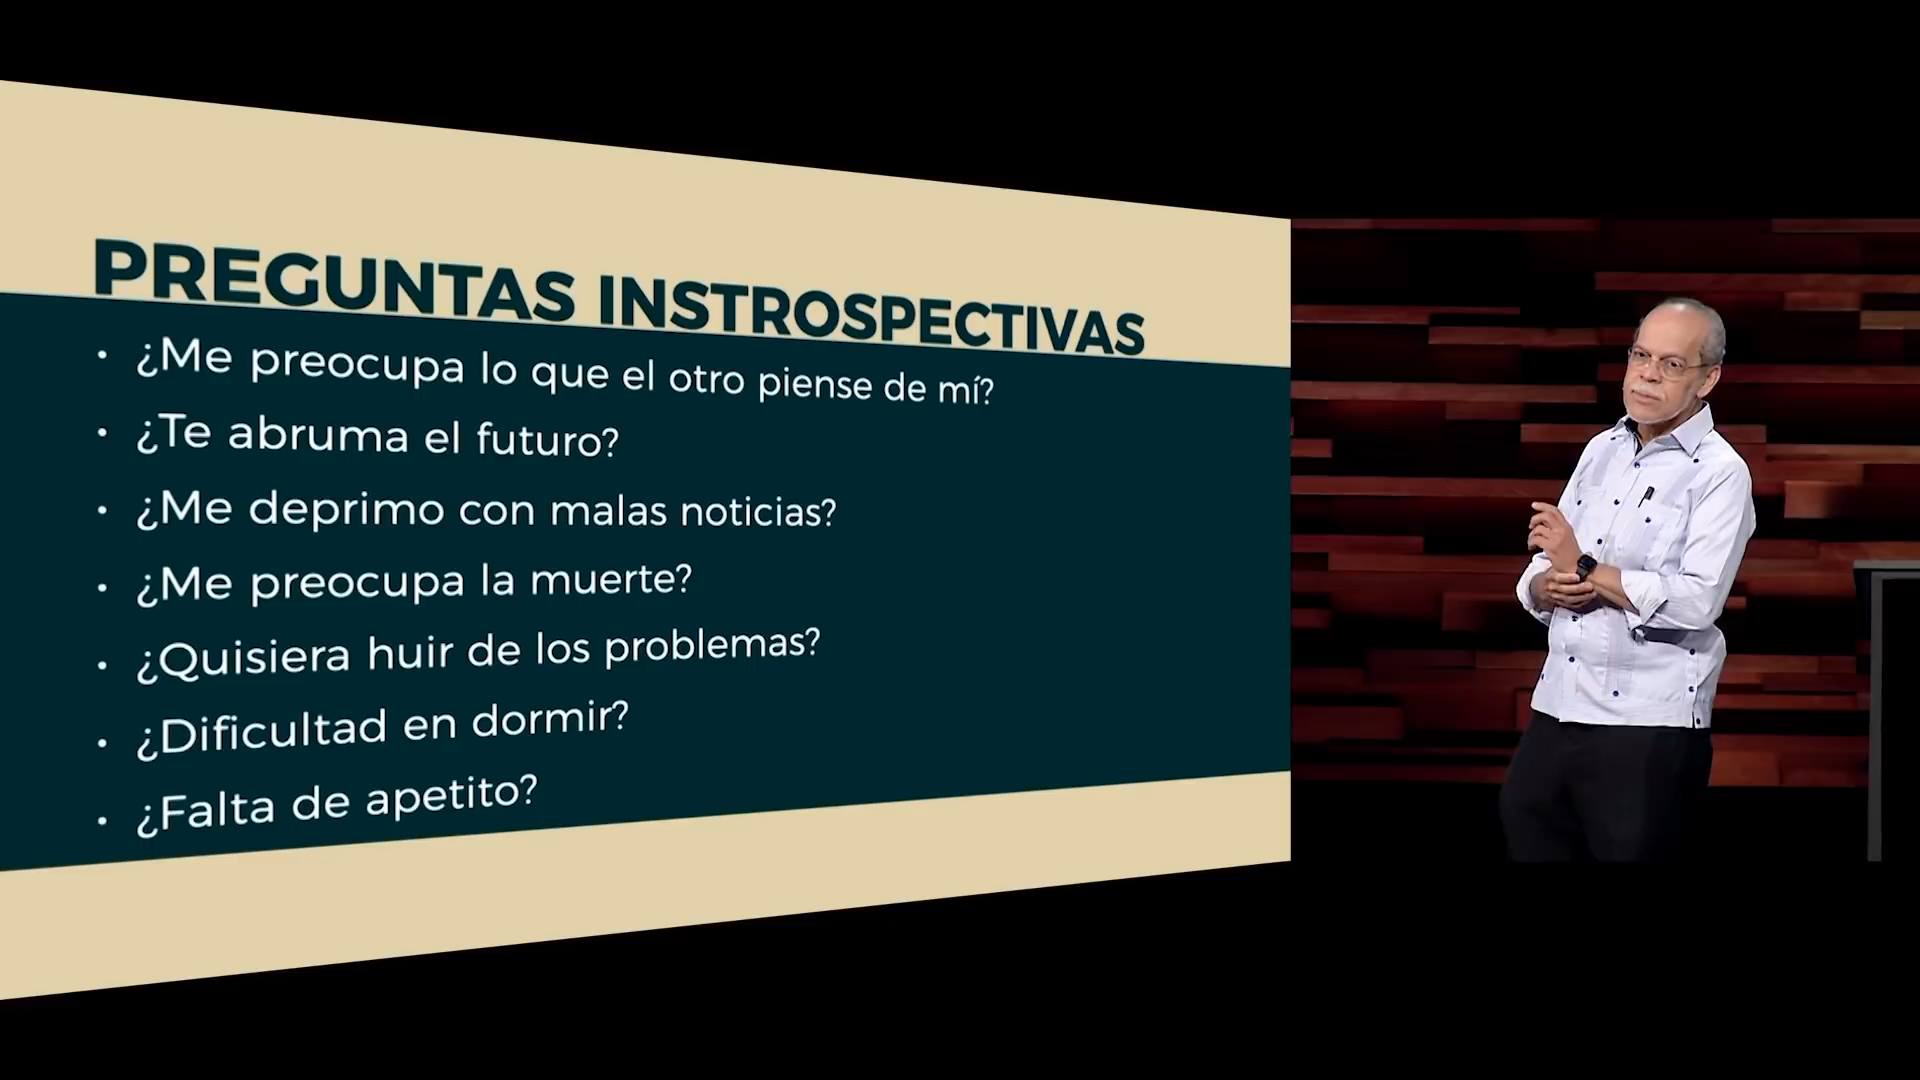 PREGUNTAS INSTROSPECTIVAS
• ¿Me preocupa lo que el otro piense de mí?
• ¿Te abruma el futuro?
• ¿Me deprimo con malas noticias?
• ¿Me preocupa la muerte?
• ¿Quisiera huir de los problemas?
• ¿Dificultad en dormir?
• ¿Falta de apetito?